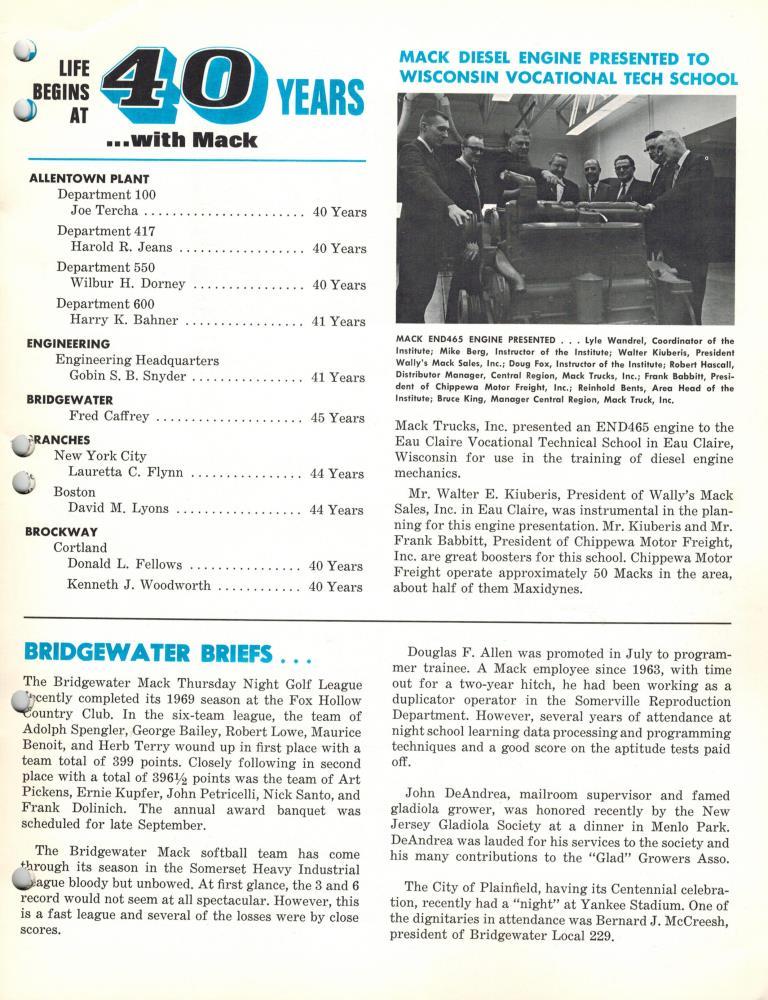 LIFE
BEGINS
AT
40 YEARS
...with Mack
ALLENTOWN PLANT
Department 100
Joe Tercha ....................... 40 Years
Department 417
Harold R. Jeans .................. 40 Years
Department 550
Wilbur H. Dorney ................ 40 Years
Department 600
Harry K. Bahner ................. 41 Years
ENGINEERING
Engineering Headquarters
Gobin S. B. Snyder ................ 41 Years
BRIDGEWATER
Fred Caffrey ..................... 45 Years
RANCHES
New York City
Lauretta C. Flynn ................ 44 Years
Boston
David M. Lyons .................. 44 Years
BROCKWAY
Cortland
Donald L. Fellows ................ 40 Years
Kenneth J. Woodworth ............ 40 Years
MACK DIESEL ENGINE PRESENTED TO
WISCONSIN VOCATIONAL TECH SCHOOL
MACK END465 ENGINE PRESENTED . . . Lyle Wandrel, Coordinator of the
Institute; Mike Berg, Instructor of the Institute; Walter Kiuberis, President
Wally's Mack Sales, Inc.; Doug Fox, Instructor of the Institute; Robert Hascall,
Distributor Manager, Central Region, Mack Trucks, Inc.; Frank Babbitt, Presi-
dent of Chippewa Motor Freight, Inc.; Reinhold Bents, Area Head of the
Institute; Bruce King, Manager Central Region, Mack Truck, Inc.
Mack Trucks, Inc. presented an END465 engine to the
Eau Claire Vocational Technical School in Eau Claire,
Wisconsin for use in the training of diesel engine
mechanics.
Mr. Walter E. Kiuberis, President of Wally's Mack
Sales, Inc. in Eau Claire, was instrumental in the plan-
ning for this engine presentation. Mr. Kiuberis and Mr.
Frank Babbitt, President of Chippewa Motor Freight,
Inc. are great boosters for this school. Chippewa Motor
Freight operate approximately 50 Macks in the area,
about half of them Maxidynes.
BRIDGEWATER BRIEFS . . .
The Bridgewater Mack Thursday Night Golf League
recently completed its 1969 season at the Fox Hollow
Country Club. In the six-team league, the team of
Adolph Spengler, George Bailey, Robert Lowe, Maurice
Benoit, and Herb Terry wound up in first place with a
team total of 399 points. Closely following in second
place with a total of 396½ points was the team of Art
Pickens, Ernie Kupfer, John Petricelli, Nick Santo, and
Frank Dolinich. The annual award banquet was
scheduled for late September.
The Bridgewater Mack softball team has come
through its season in the Somerset Heavy Industrial
League bloody but unbowed. At first glance, the 3 and 6
record would not seem at all spectacular. However, this
is a fast league and several of the losses were by close
scores.
Douglas F. Allen was promoted in July to program-
mer trainee. A Mack employee since 1963, with time
out for a two-year hitch, he had been working as a
duplicator operator in the Somerville Reproduction
Department. However, several years of attendance at
night school learning data processing and programming
techniques and a good score on the aptitude tests paid
off.
John DeAndrea, mailroom supervisor and famed
gladiola grower, was honored recently by the New
Jersey Gladiola Society at a dinner in Menlo Park.
DeAndrea was lauded for his services to the society and
his many contributions to the "Glad" Growers Asso.
The City of Plainfield, having its Centennial celebra-
tion, recently had a "night" at Yankee Stadium. One of
the dignitaries in attendance was Bernard J. McCreesh,
president of Bridgewater Local 229.